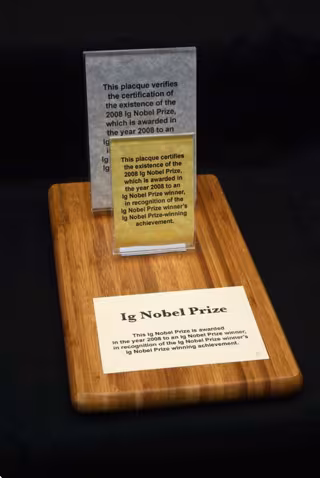 This placque verifies
the certification of
the existence of the
2008 Ig Nobel Prize,
which is awarded in
the year 2008 to an
This placque certifies
the existence of the
2008 Ig Nobel Prize,
which is awarded in
the year 2008 to an
Ig Nobel Prize winner,
in recognition of the
Ig Nobel Prize winner's
Ig Nobel Prize-winning
achievement.
Ig Nobel Prize
This Ig Nobel Prize is awarded
in the year 2008 to an Ig Nobel Prize winner,
in recognition of the Ig Nobel Prize winner's
Ig Nobel Prize winning achievement.